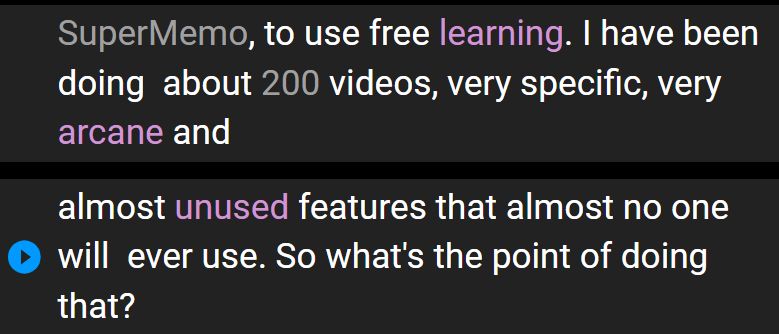 SuperMemo, to use free learning. I have been
doing  about 200 videos, very specific, very
arcane and
almost unused features that almost no one
will  ever use. So what's the point of doing
that?